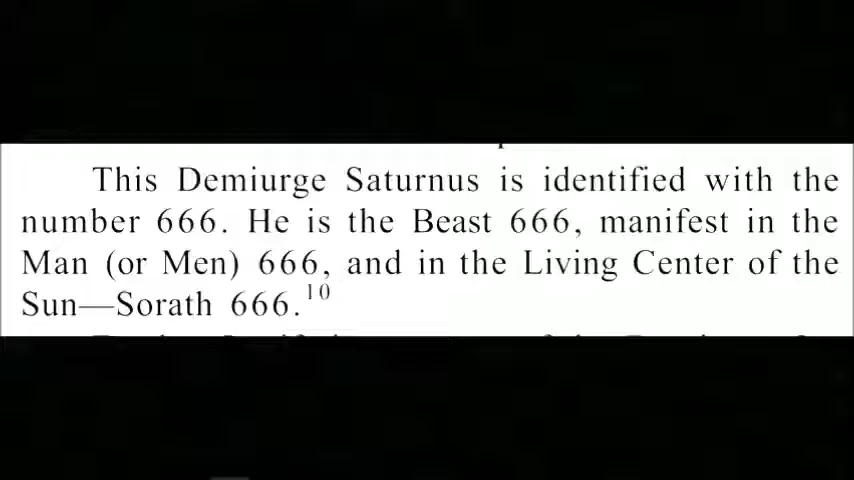 This Demiurge Saturnus is identified with the
number 666. He is the Beast 666, manifest in the
Man (or Men) 666, and in the Living Center of the
Sun—Sorath 666.¹⁰